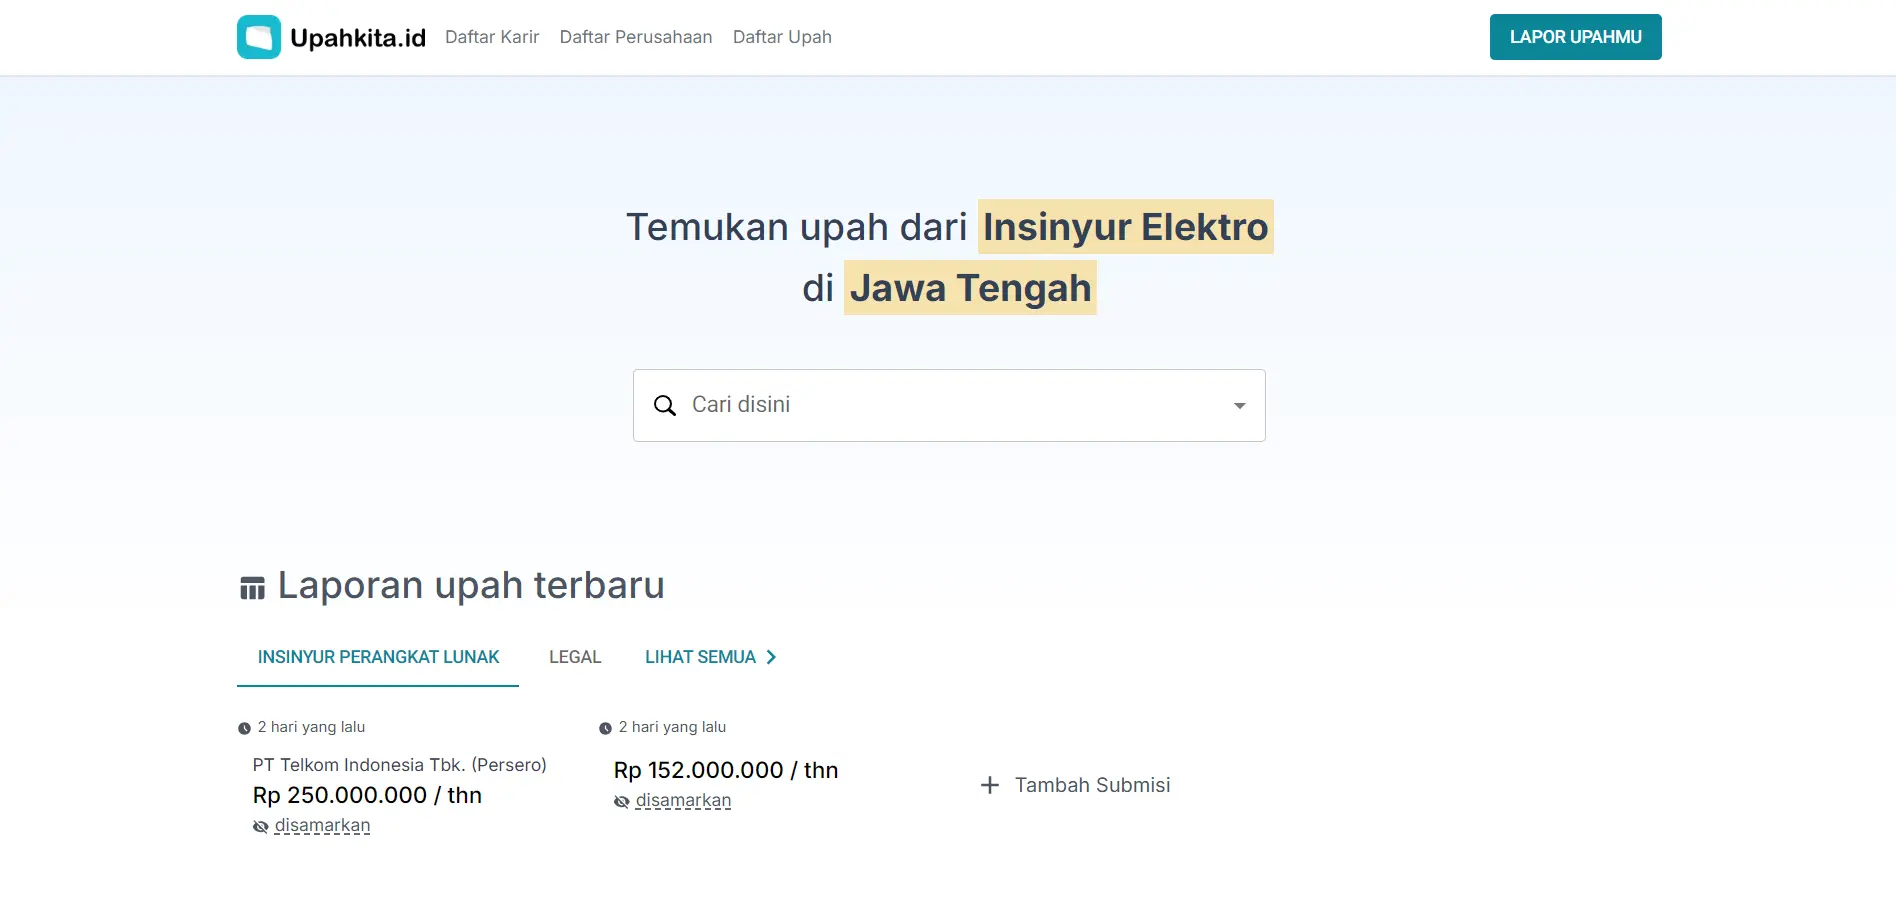 Upahkita.id Daftar Karir Daftar Perusahaan Daftar Upah LAPOR UPAHMU
Temukan upah dari Insinyur Elektro
di Jawa Tengah
Cari disini
Laporan upah terbaru
INSINYUR PERANGKAT LUNAK LEGAL LIHAT SEMUA
2 hari yang lalu
PT Telkom Indonesia Tbk. (Persero)
Rp 250.000.000 / thn
disamarkan
2 hari yang lalu
Rp 152.000.000 / thn
disamarkan
Tambah Submisi